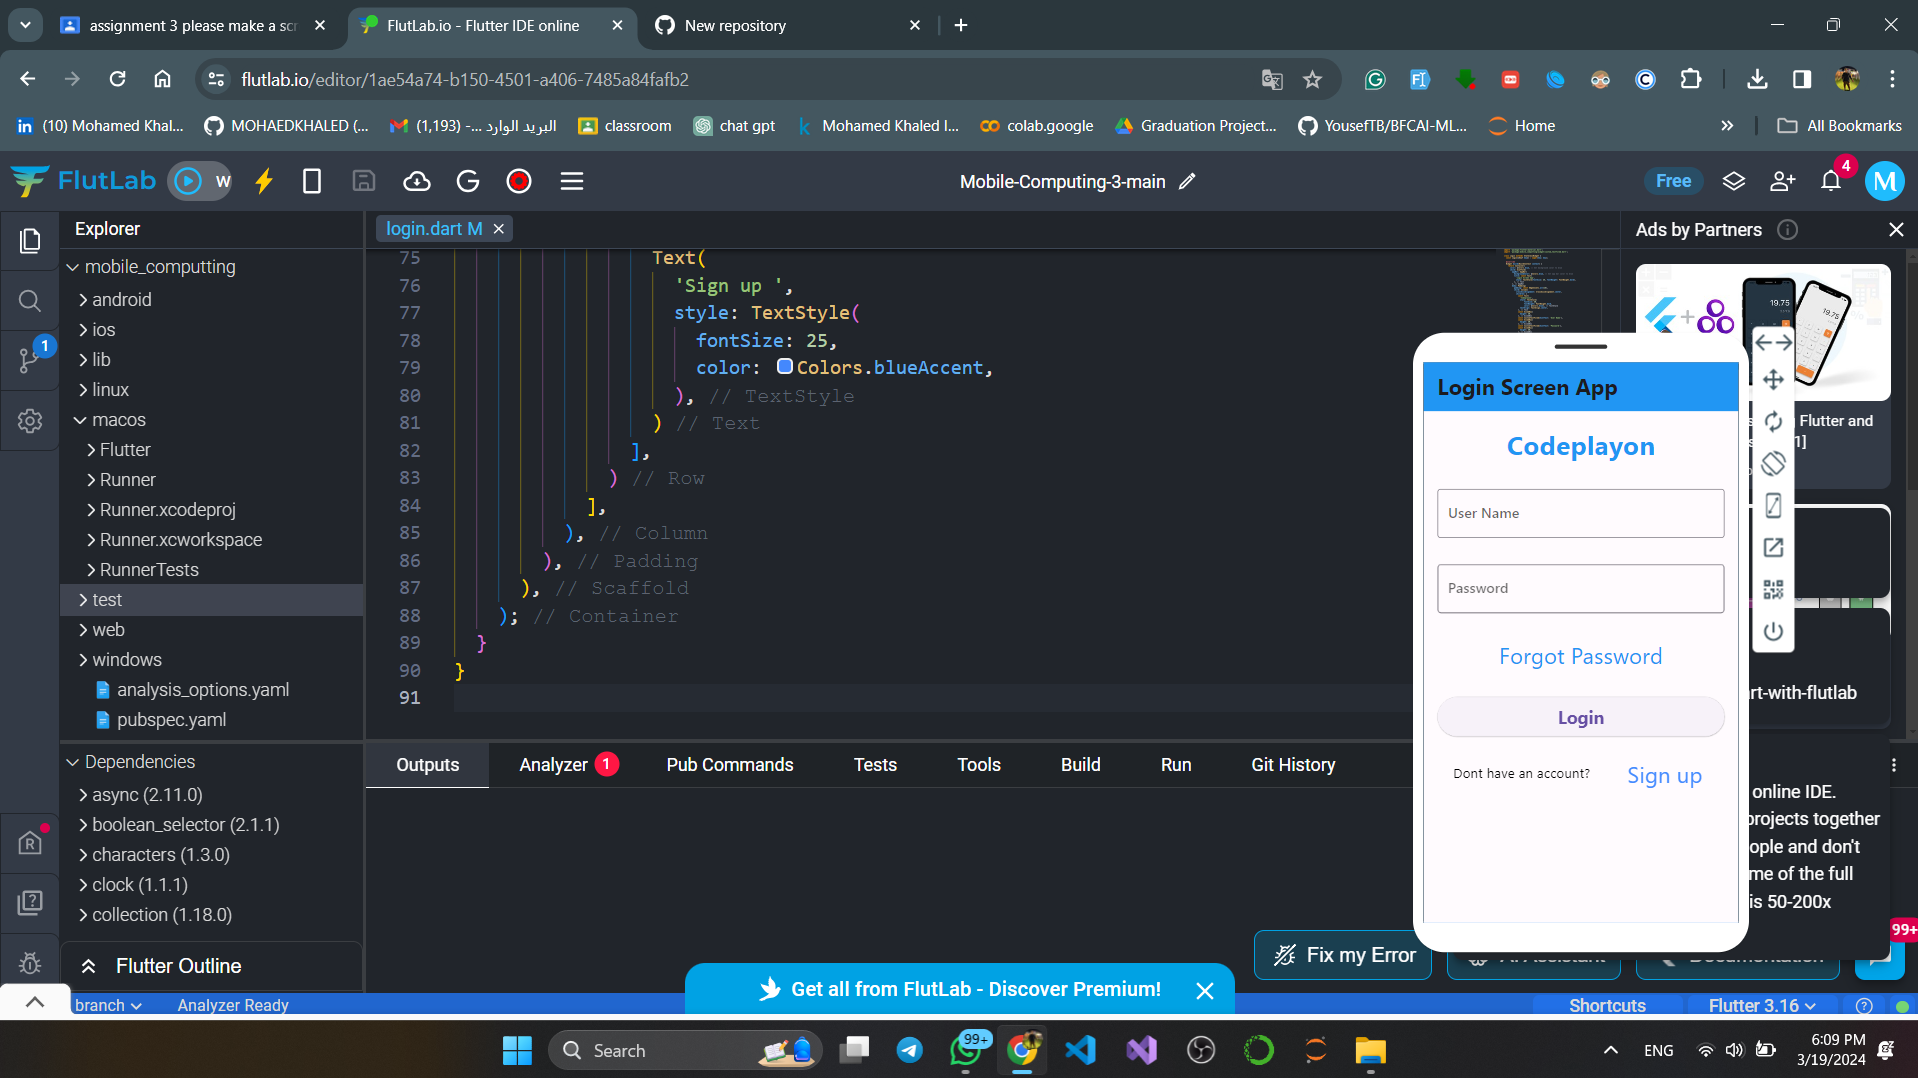 assignment 3 please make a scr
FlutLab.io - Flutter IDE online
New repository
flutlab.io/editor/1ae54a74-b150-4501-a406-7485a84fafb2
(10) Mohamed Khal...
MOHAEDKHALED (...
(1,193) - البريد الوارد...
classroom
chat gpt
Mohamed Khaled I...
colab.google
Graduation Project...
YousefTB/BFCAI-ML...
Home
All Bookmarks
FlutLab
W
Mobile-Computing-3-main
Free
4
M
Explorer
login.dart M
Ads by Partners
mobile_computting
android
ios
lib
linux
macos
Flutter
Runner
Runner.xcodeproj
Runner.xcworkspace
RunnerTests
test
web
windows
analysis_options.yaml
pubspec.yaml
1
75 Text(
76 'Sign up ',
77 style: TextStyle(
78 fontSize: 25,
79 color: Colors.blueAccent,
80 ), // TextStyle
81 ) // Text
82 ],
83 ) // Row
84 ],
85 ), // Column
86 ), // Padding
87 ), // Scaffold
88 ); // Container
89 }
90 }
91
19.75
19.75
Flutter and
1]
Login Screen App
Codeplayon
User Name
Password
Forgot Password
Login
Dont have an account?
Sign up
rt-with-flutlab
online IDE.
projects together
ople and don't
me of the full
is 50-200x
99+
Dependencies
async (2.11.0)
boolean_selector (2.1.1)
characters (1.3.0)
clock (1.1.1)
collection (1.18.0)
Flutter Outline
Outputs
Analyzer 1
Pub Commands
Tests
Tools
Build
Run
Git History
Fix my Error
AI Assistant
Documentation
Get all from FlutLab - Discover Premium!
branch
Analyzer Ready
Shortcuts
Flutter 3.16
Search
99+
ENG
6:09 PM
3/19/2024